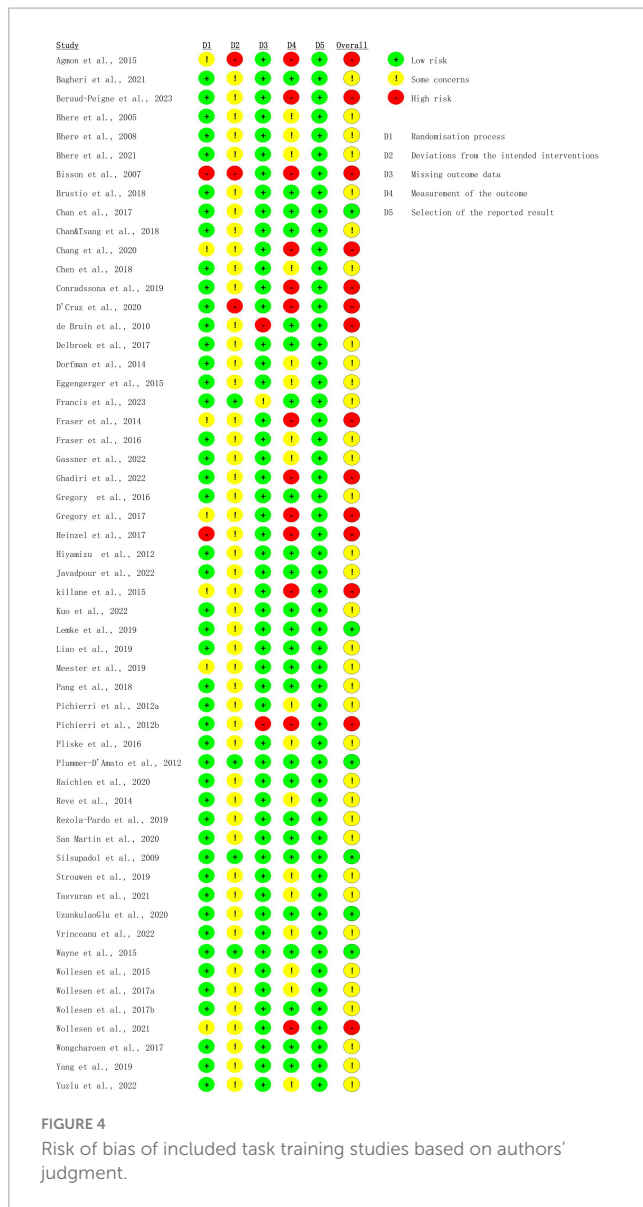 Study D1 D2 D3 D4 D5 Overall
Agmon et al., 2015 ! - + - + - + Low risk
Bagheri et al., 2021 + ! + + + ! ! Some concerns
Beraud-Peigne et al., 2023 + ! + - + - - High risk
Bhere et al., 2005 + ! + ! + !
Bhere et al., 2008 + ! + ! + ! D1 Randomisation process
Bhere et al., 2021 + ! + ! + ! D2 Deviations from the intended interventions
Bisson et al., 2007 - - + - + - D3 Missing outcome data
Brustio et al., 2018 + ! + + + ! D4 Measurement of the outcome
Chan et al., 2017 + ! + + + + D5 Selection of the reported result
Chan&Tsang et al., 2018 + ! + + + !
Chang et al., 2020 ! ! + - + -
Chen et al., 2018 + ! + ! + !
Conradssona et al., 2019 + ! + - + -
D'Cruz et al., 2020 + - + - + -
de Bruin et al., 2010 + ! - + + -
Delbroek et al., 2017 + ! + + + !
Dorfman et al., 2014 + ! + ! + !
Eggengerger et al., 2015 + ! + ! + !
Francis et al., 2023 + + ! + + !
Fraser et al., 2014 ! ! + - + -
Fraser et al., 2016 + ! + ! + !
Gassner et al., 2022 + ! + ! + !
Ghadiri et al., 2022 + ! + - + -
Gregory et al., 2016 + ! + + + !
Gregory et al., 2017 ! ! + - + -
Heinzel et al., 2017 - ! + - + -
Hiyamizu et al., 2012 + ! + + + !
Javadpour et al., 2022 + ! + + + !
killane et al., 2015 ! ! + - + -
Kuo et al., 2022 + ! + + + !
Lemke et al., 2019 + ! + + + +
Liao et al., 2019 + ! + + + !
Meester et al., 2019 ! ! + + + !
Pang et al., 2018 + ! + + + !
Pichierri et al., 2012a + ! + ! + !
Pichierri et al., 2012b + ! - - + -
Pliske et al., 2016 + ! + ! + !
Plummer-D'Amato et al., 2012 + + + + + +
Raichlen et al., 2020 + ! + + + !
Reve et al., 2014 + ! + ! + !
Rezola-Pardo et al., 2019 + ! + + + !
San Martin et al., 2020 + ! + + + !
Silsupadol et al., 2009 + + + + + +
Strouwen et al., 2019 + ! + ! + !
Tasvuran et al., 2021 + ! + ! + !
UzunkulaoGlu et al., 2020 + ! + + + +
Vrinceanu et al., 2022 + ! + ! + !
Wayne et al., 2015 + + + + + +
Wollesen et al., 2015 + ! + ! + !
Wollesen et al., 2017a + ! + ! + !
Wollesen et al., 2017b + ! + + + !
Wollesen et al., 2021 ! ! + - + -
Wongcharoen et al., 2017 + ! + + + !
Yang et al., 2019 + ! + + + !
Yuzlu et al., 2022 + ! + ! + !
FIGURE 4
Risk of bias of included task training studies based on authors'
judgment.